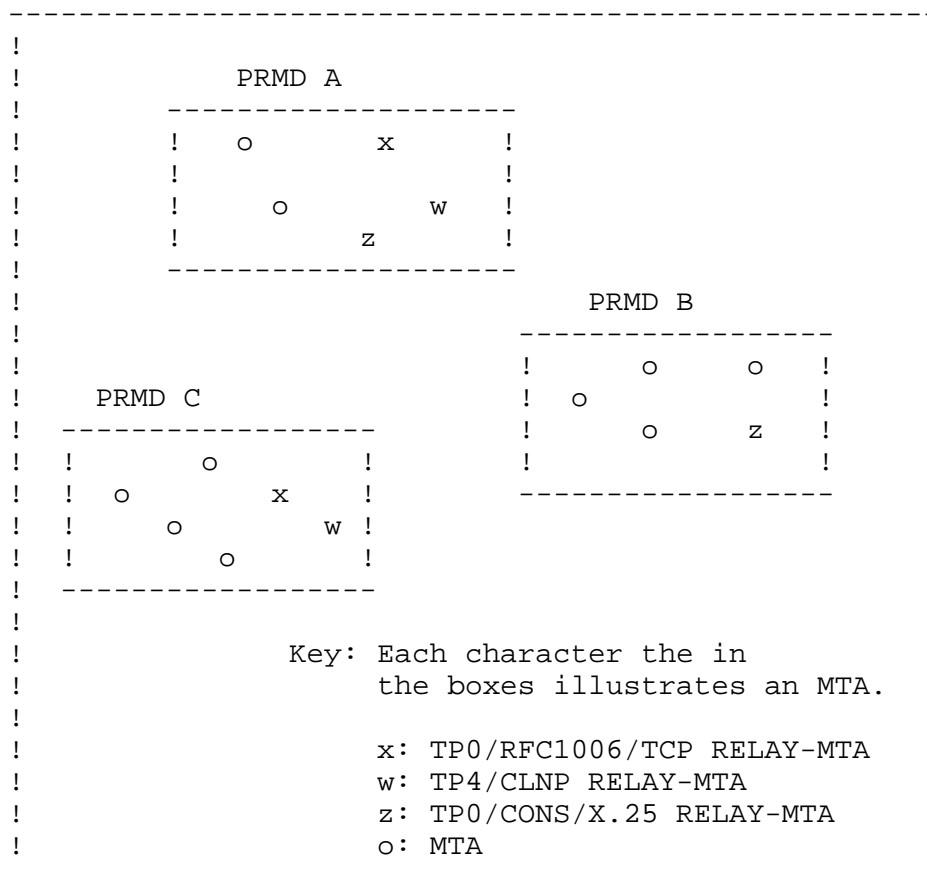 -----------------------------------------------------
!
!            PRMD A
!         --------------------
!         !   o       x      !
!         !                  !
!         !     o        w   !
!         !          z       !
!         --------------------
!                                 PRMD B
!                             ------------------
!                             !      o     o   !
!    PRMD C                   !  o             !
!  ------------------         !      o     z   !
!  !       o        !         !                !
!  !  o        x    !         ------------------
!  !     o        w !
!  !        o       !
!  ------------------
!
!               Key: Each character the in
!                    the boxes illustrates an MTA.
!
!                    x: TP0/RFC1006/TCP RELAY-MTA
!                    w: TP4/CLNP RELAY-MTA
!                    z: TP0/CONS/X.25 RELAY-MTA
!                    o: MTA